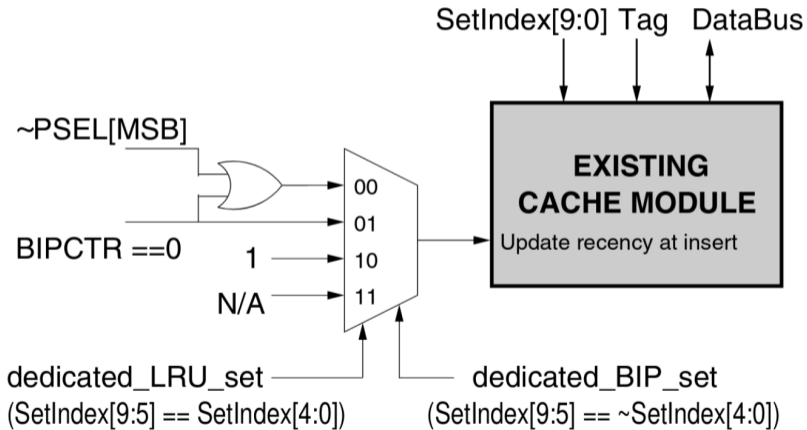 SetIndex[9:0] Tag DataBus
~PSEL[MSB]
EXISTING
CACHE MODULE
Update recency at insert
00
01
BIPCTR ==0
1
10
N/A
11
dedicated_LRU_set
(SetIndex[9:5] == SetIndex[4:0])
dedicated_BIP_set
(SetIndex[9:5] == ~SetIndex[4:0])